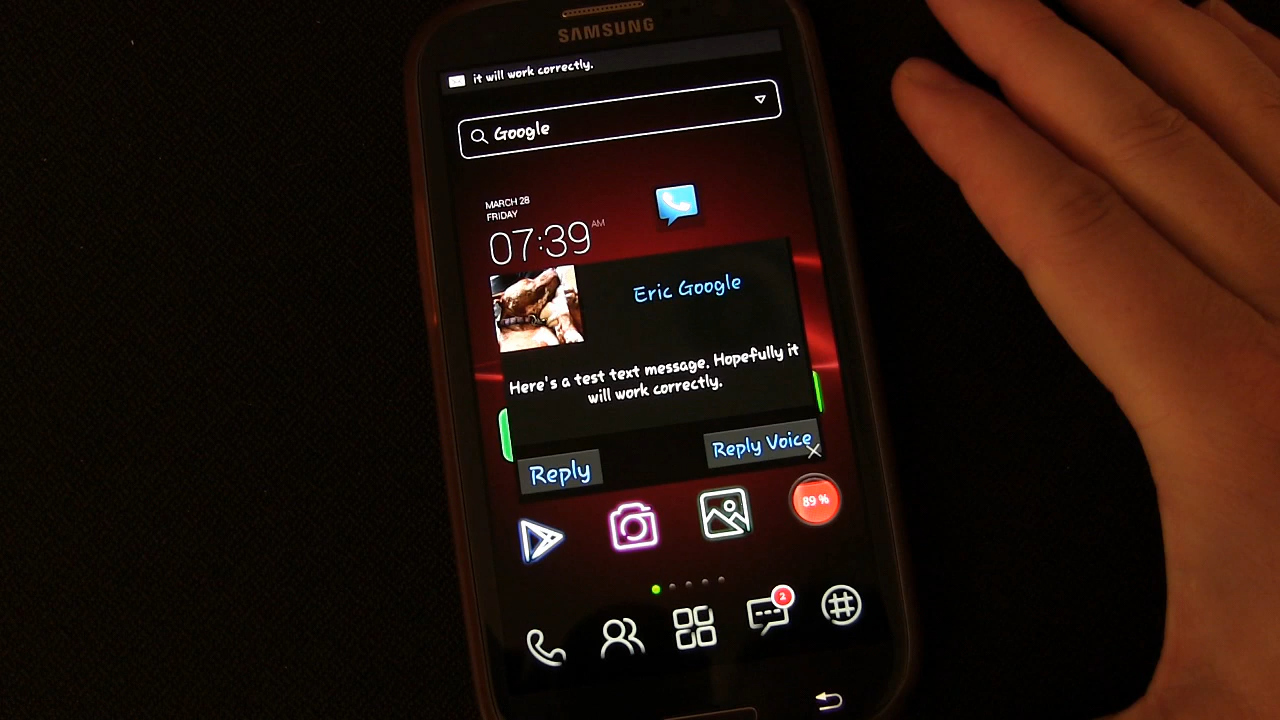 SAMSUNG
it will work correctly.
Google
MARCH 28
FRIDAY
07:39 AM
Eric Google
Here's a test text message. Hopefully it
will work correctly.
Reply Voice
Reply
89 %
2